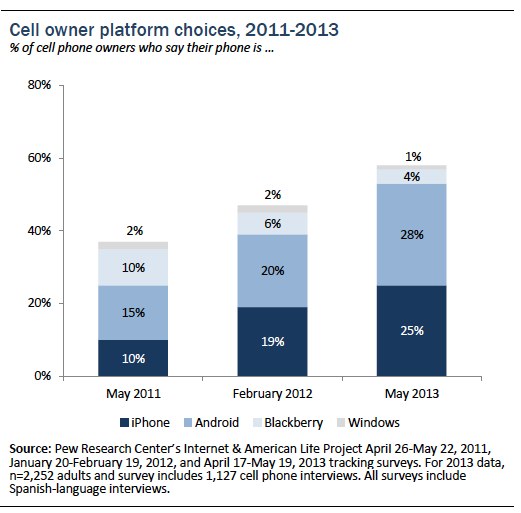 Cell owner platform choices, 2011-2013
% of cell phone owners who say their phone is …
80%
60%
40%
20%
0%
2%
10%
15%
10%
2%
6%
20%
19%
1%
4%
28%
25%
May 2011 February 2012 May 2013
iPhone Android Blackberry Windows
Source: Pew Research Center's Internet & American Life Project April 26-May 22, 2011,
January 20-February 19, 2012, and April 17-May 19, 2013 tracking surveys. For 2013 data,
n=2,252 adults and survey includes 1,127 cell phone interviews. All surveys include
Spanish-language interviews.